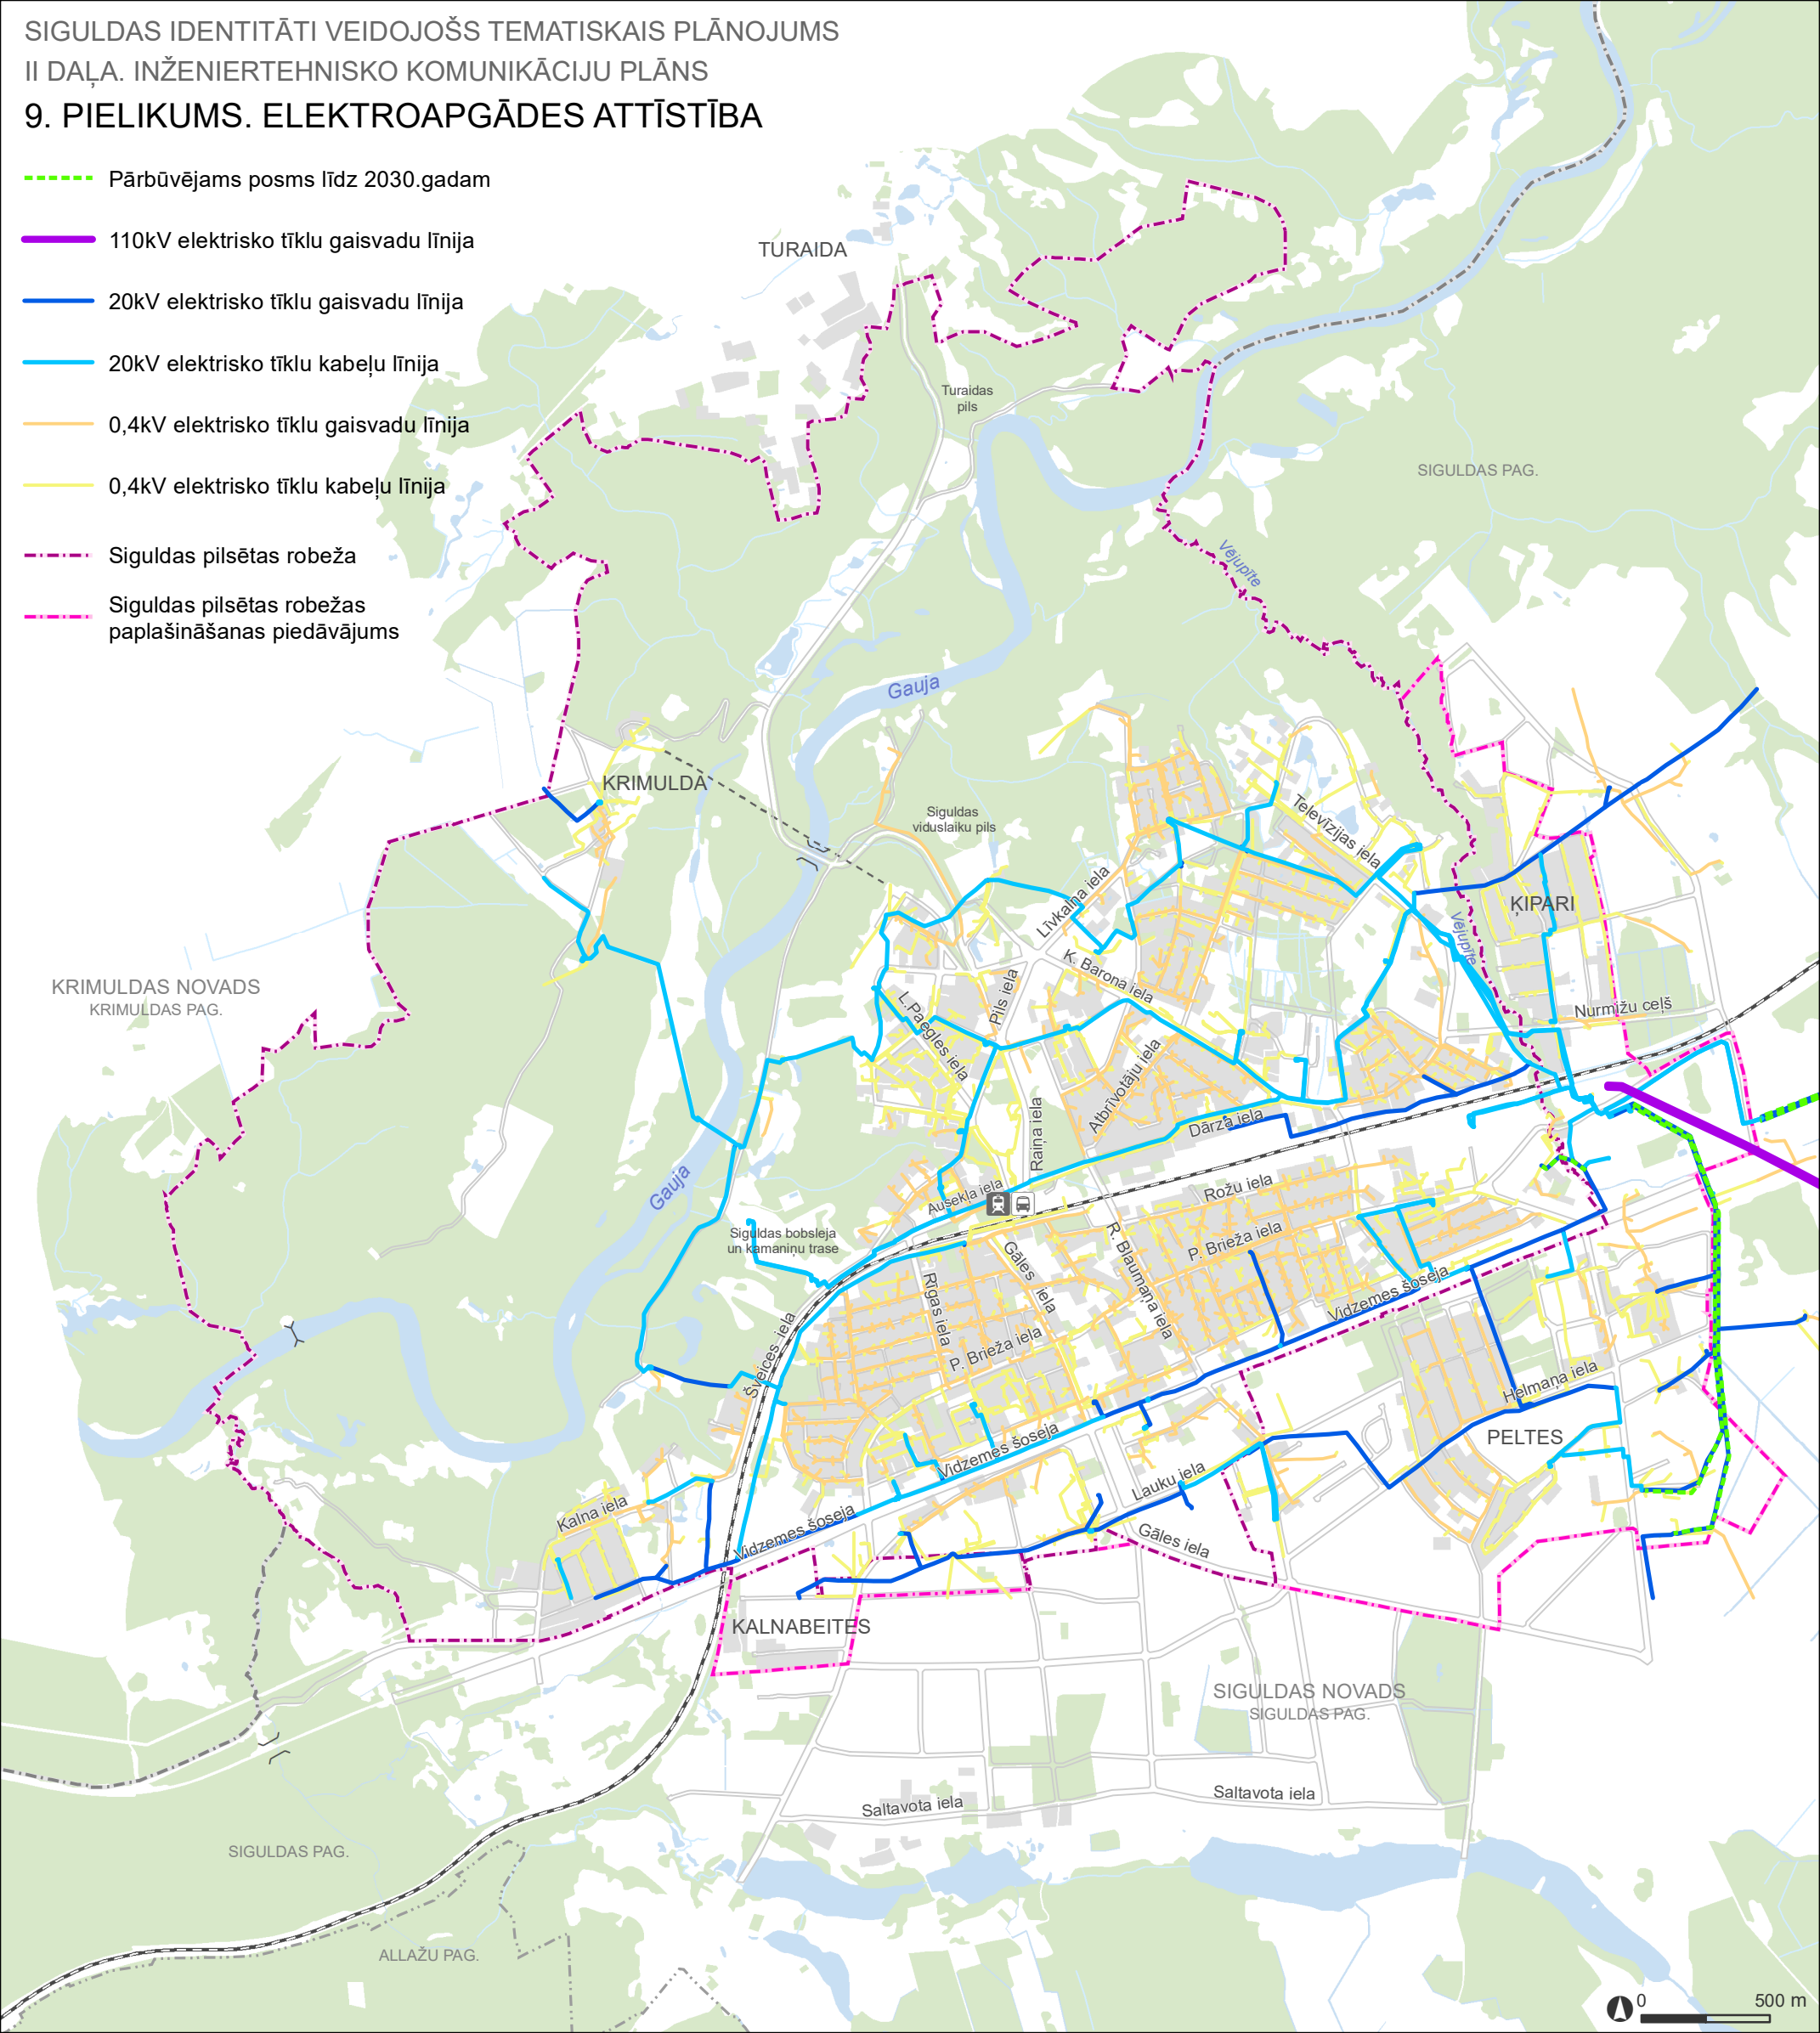 SIGULDAS IDENTITĀTI VEIDOJOŠS TEMATISKAIS PLĀNOJUMS
II DAĻA. INŽENIERTEHNISKO KOMUNIKĀCIJU PLĀNS
9. PIELIKUMS. ELEKTROAPGĀDES ATTĪSTĪBA
Pārbūvējams posms līdz 2030.gadam
110kV elektrisko tīklu gaisvadu līnija
20kV elektrisko tīklu gaisvadu līnija
20kV elektrisko tīklu kabeļu līnija
0,4kV elektrisko tīklu gaisvadu līnija
0,4kV elektrisko tīklu kabeļu līnija
Siguldas pilsētas robeža
Siguldas pilsētas robežas
paplašināšanas piedāvājums
TURAIDA
Turaidas
pils
SIGULDAS PAG.
Vējupīte
Gauja
KRIMULDA
Siguldas
viduslaiku pils
Televīzijas iela
Līvkalna iela
ĶIPARI
Vējupīte
K. Barona iela
KRIMULDAS NOVADS
KRIMULDAS PAG.
Pils iela
L.Paegles iela
Nurmižu ceļš
Atbrīvotāju iela
Raiņa iela
Dārza iela
Gauja
Ausekļa iela
Rožu iela
Siguldas bobsleja
un kamaniņu trase
P. Brieža iela
R. Blaumaņa iela
Gāles iela
Rīgas iela
Vidzemes šoseja
Šveices iela
P. Brieža iela
Helmaņa iela
PELTES
Vidzemes šoseja
Lauku iela
Kalna iela
Vidzemes šoseja
Gāles iela
KALNABEITES
SIGULDAS NOVADS
SIGULDAS PAG.
Saltavota iela
Saltavota iela
SIGULDAS PAG.
ALLAŽU PAG.
0
500 m